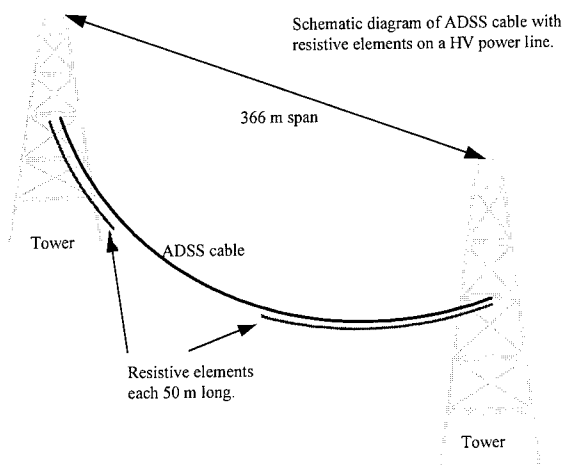 Schematic diagram of ADSS cable with
resistive elements on a HV power line.
366 m span
Tower
ADSS cable
Resistive elements
each 50 m long.
Tower